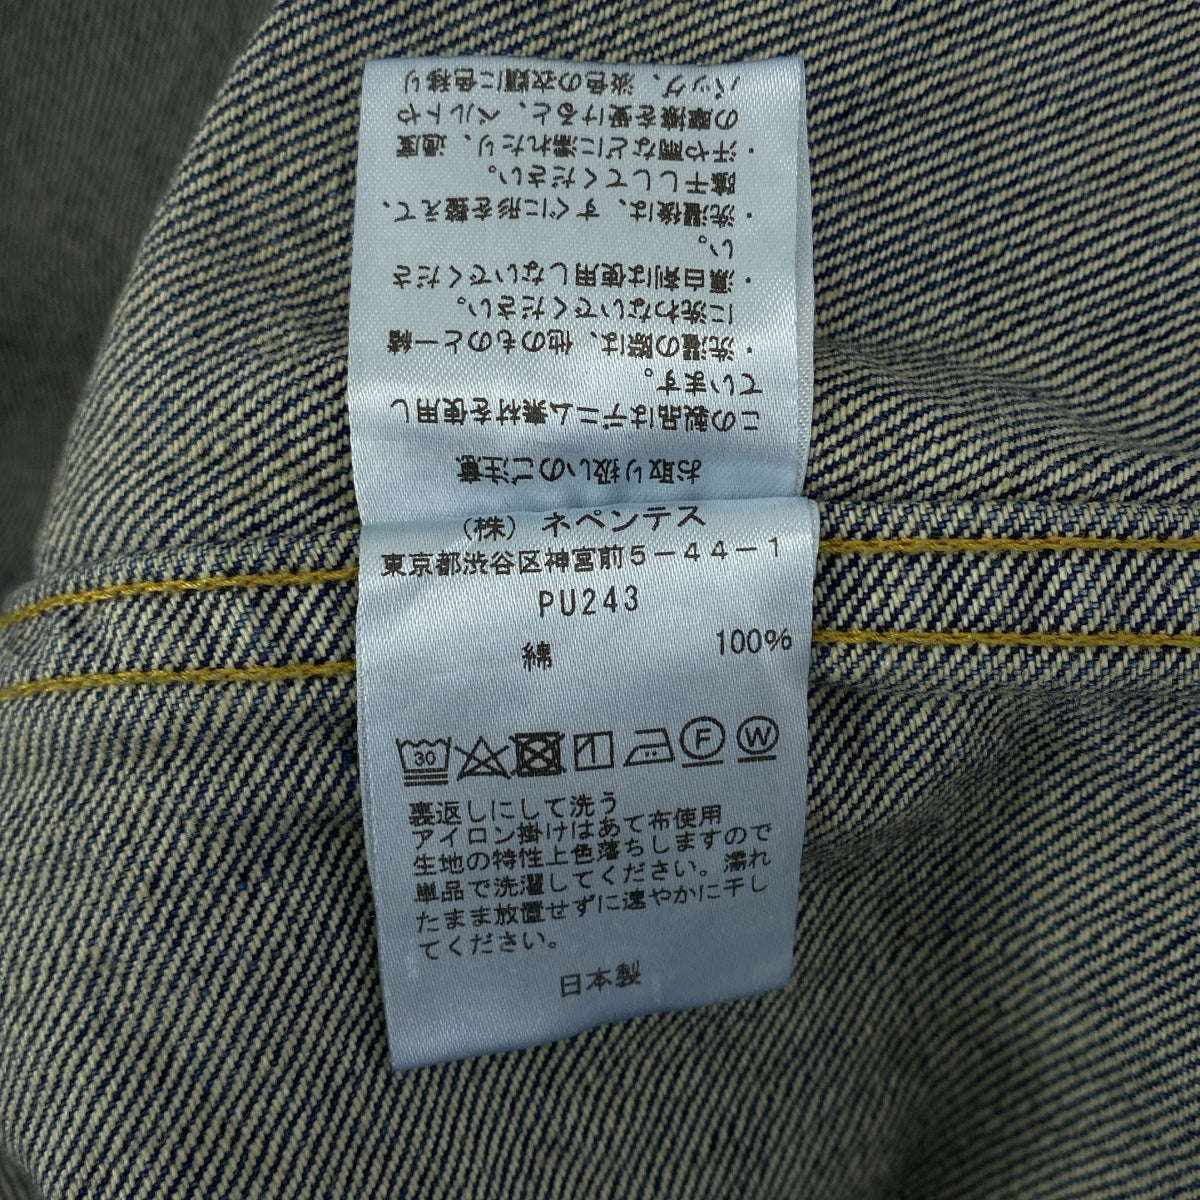 (株) ネペンテス
東京都渋谷区神宮前5-44-1
PU243
綿 100%
30
F
W
裏返しにして洗う
アイロン掛けはあて布使用
生地の特性上色落ちしますので
単品で洗濯してください。濡れ
たまま放置せずに速やかに干し
てください。
日本製
お取り扱いのご注意
この製品はデニム素材を使用し
ています。
・洗濯の際は、他のものと一緒
に洗わないでください。
・漂白剤は使用しないでくださ
い。
・洗濯後は、すぐに形を整えて、
陰干ししてください。
・汗や雨などに濡れたり、過度
の摩擦を受けると、ベルトや
バッグ、淡色の衣類に色移り